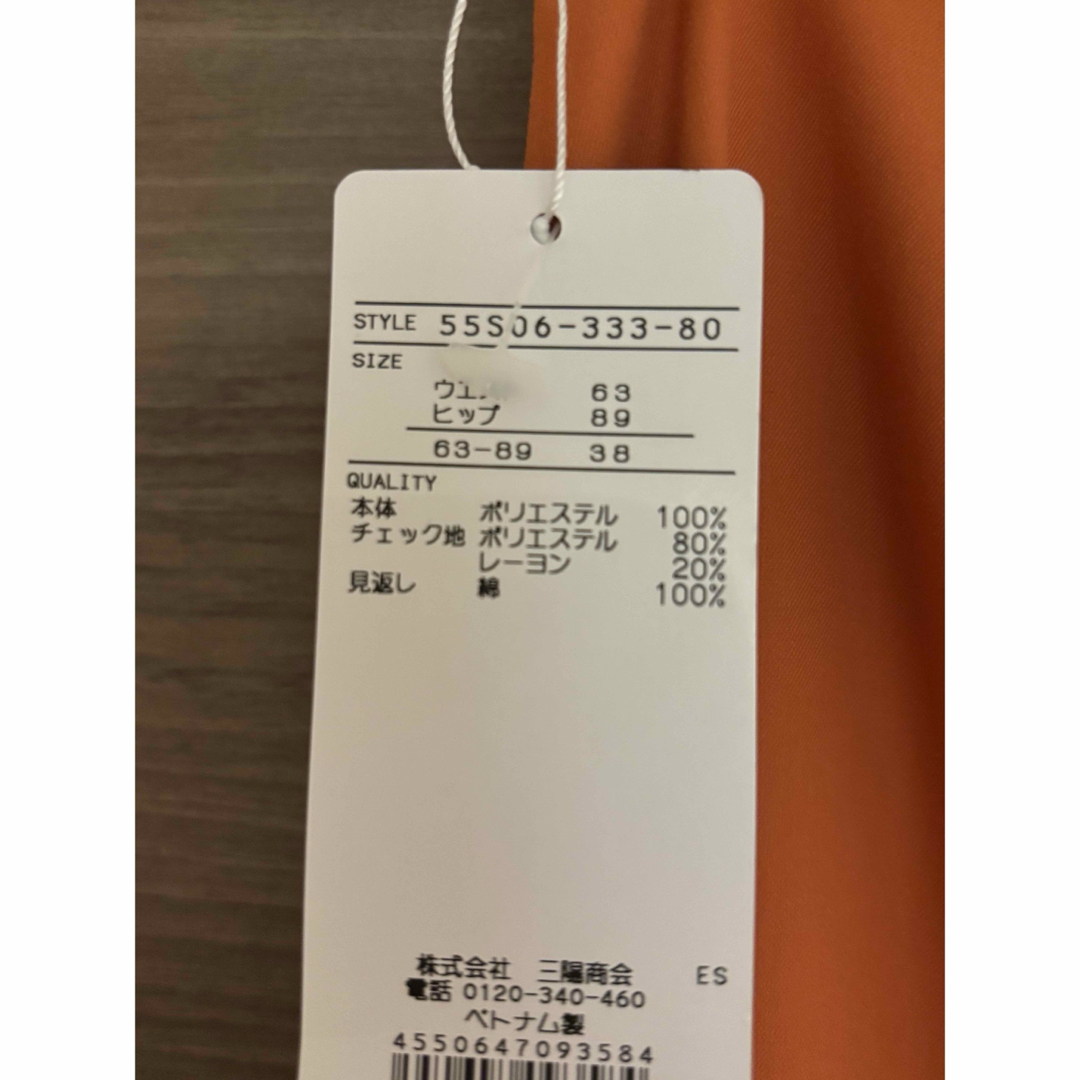 STYLE 55S06-333-80
SIZE
63
ヒップ 89
63-89 38
QUALITY
本体 ポリエステル 100%
チェック地 ポリエステル 80%
レーヨン 20%
見返し 綿 100%
株式会社 三陽商会 ES
電話 0120-340-460
ベトナム製
4550647093584